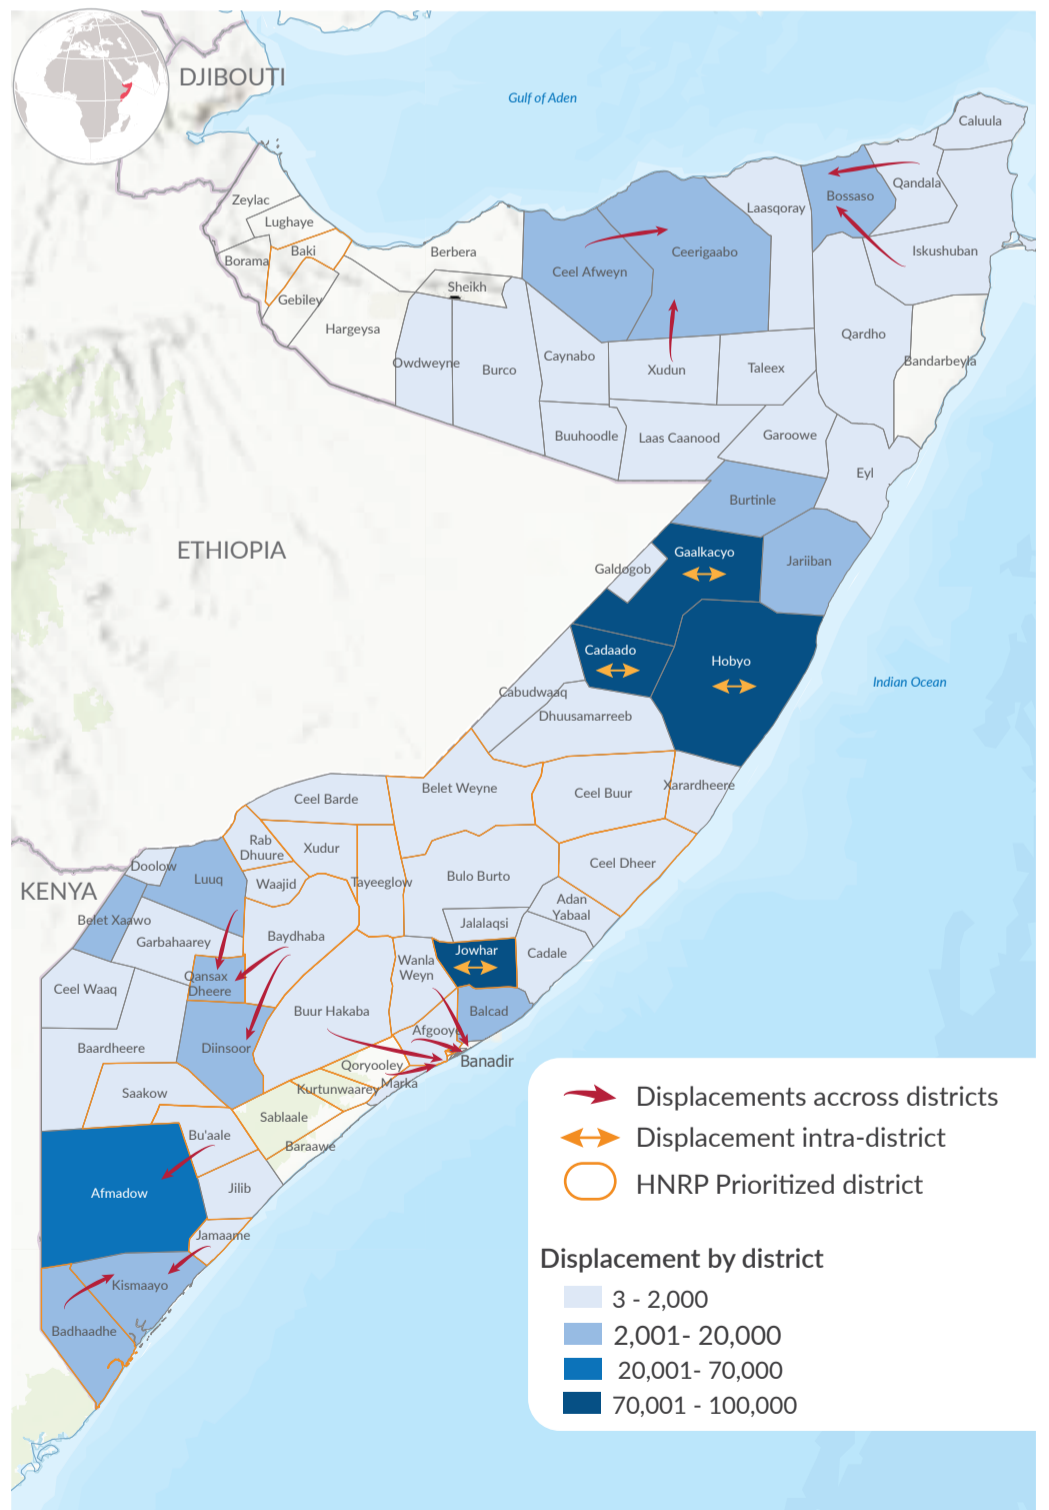 DJIBOUTI
Gulf of Aden
Caluula
Qandala
Bossaso
Zeylac
Laasqoray
Lughaye
Baki
Berbera
Ceerigaabo
Iskushuban
Borama
Ceel Afweyn
Sheikh
Gebiley
Hargeysa
Qardho
Owdweyne
Caynabo
Bandarbeyla
Burco
Xudun
Taleex
Buuhoodle
Laas Caanood
Garoowe
Eyl
Burtinle
ETHIOPIA
Gaalkacyo
Jariiban
Galdogob
Cadaado
Hobyo
Indian Ocean
Cabudwaaq
Dhuusamarreeb
Belet Weyne
Xarardheere
Ceel Barde
Ceel Buur
Rab
Dhuure
Xudur
Ceel Dheer
Doolow
Luuq
Waajid
Tayeeglow
Bulo Burto
KENYA
Adan
Yabaal
Belet Xaawo
Jalalaqsi
Garbahaarey
Baydhaba
Jowhar
Cadale
Wanla
Weyn
Qansax
Dheere
Ceel Waaq
Buur Hakaba
Balcad
Afgooye
Baardheere
Diinsoor
Banadir
Qoryooley
Saakow
Kurtunwaarey
Marka
Sablaale
Bu'aale
Baraawe
Afmadow
Jilib
Jamaame
Kismaayo
Badhaadhe
Displacements accross districts
Displacement intra-district
HNRP Prioritized district
Displacement by district
3 - 2,000
2,001- 20,000
20,001- 70,000
70,001 - 100,000